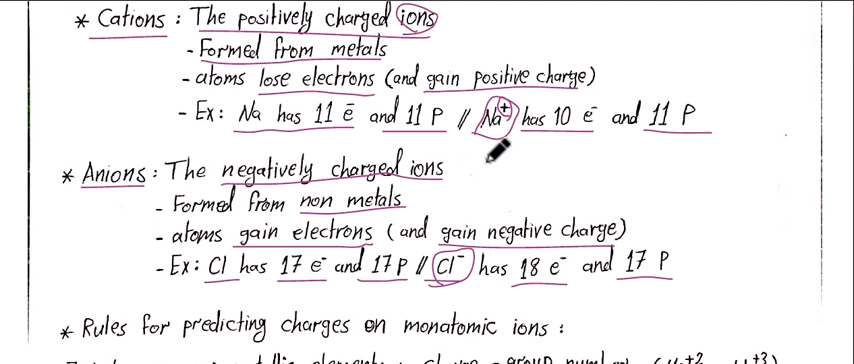 * Cations : The positively charged ions
- Formed from metals
- atoms lose electrons (and gain positive charge)
- Ex: Na has 11 e⁻ and 11 P // Na⁺ has 10 e⁻ and 11 P
* Anions : The negatively charged ions
- Formed from non metals
- atoms gain electrons (and gain negative charge)
- Ex: Cl has 17 e⁻ and 17 P // Cl⁻ has 18 e⁻ and 17 P
* Rules for predicting charges on monatomic ions :